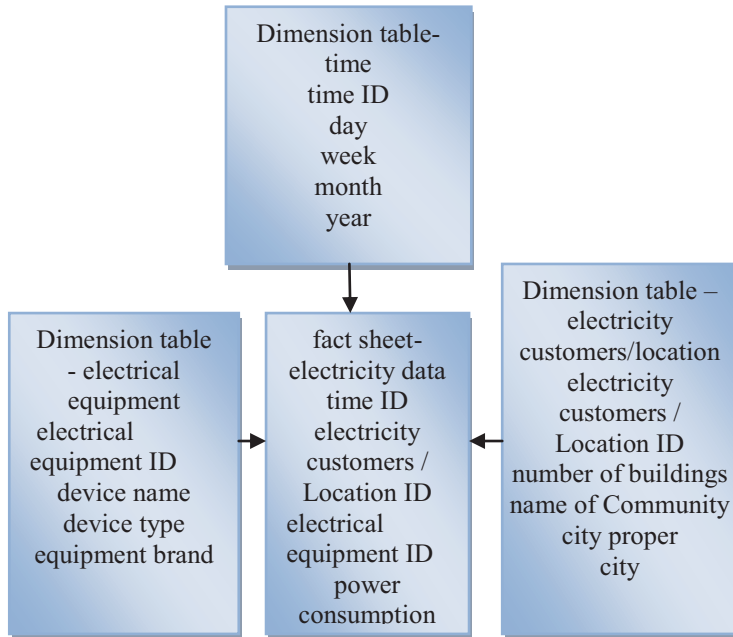 Dimension table-
time
time ID
day
week
month
year
Dimension table
- electrical
equipment
electrical
equipment ID
device name
device type
equipment brand
fact sheet-
electricity data
time ID
electricity
customers /
Location ID
electrical
equipment ID
power
consumption
Dimension table –
electricity
customers/location
electricity
customers /
Location ID
number of buildings
name of Community
city proper
city